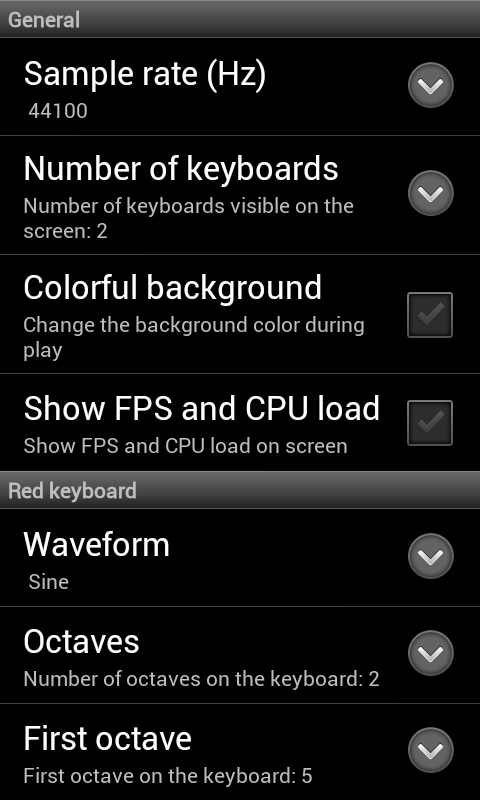 General
Sample rate (Hz)
44100
Number of keyboards
Number of keyboards visible on the
screen: 2
Colorful background
Change the background color during
play
Show FPS and CPU load
Show FPS and CPU load on screen
Red keyboard
Waveform
Sine
Octaves
Number of octaves on the keyboard: 2
First octave
First octave on the keyboard: 5